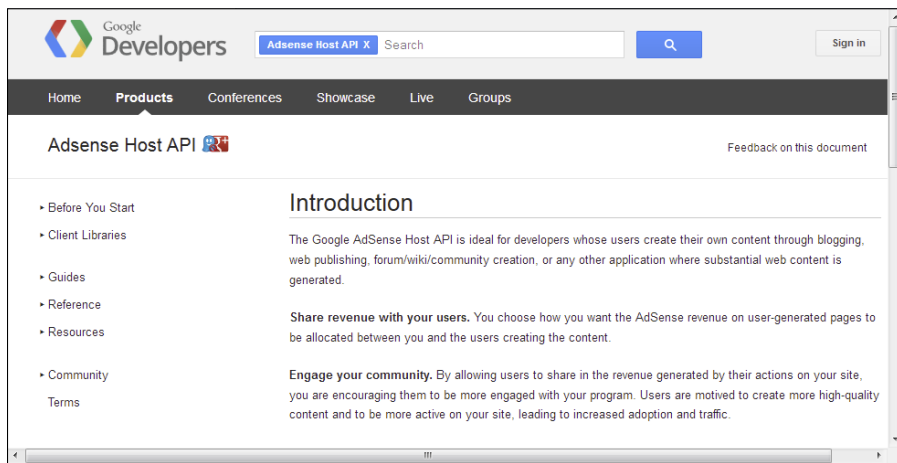 Google
Developers
Adsense Host API X Search
Sign in
Home Products Conferences Showcase Live Groups
Adsense Host API
Feedback on this document
Before You Start
Client Libraries
Guides
Reference
Resources
Community
Terms
Introduction
The Google AdSense Host API is ideal for developers whose users create their own content through blogging,
web publishing, forum/wiki/community creation, or any other application where substantial web content is
generated.
Share revenue with your users. You choose how you want the AdSense revenue on user-generated pages to
be allocated between you and the users creating the content.
Engage your community. By allowing users to share in the revenue generated by their actions on your site,
you are encouraging them to be more engaged with your program. Users are motived to create more high-quality
content and to be more active on your site, leading to increased adoption and traffic.